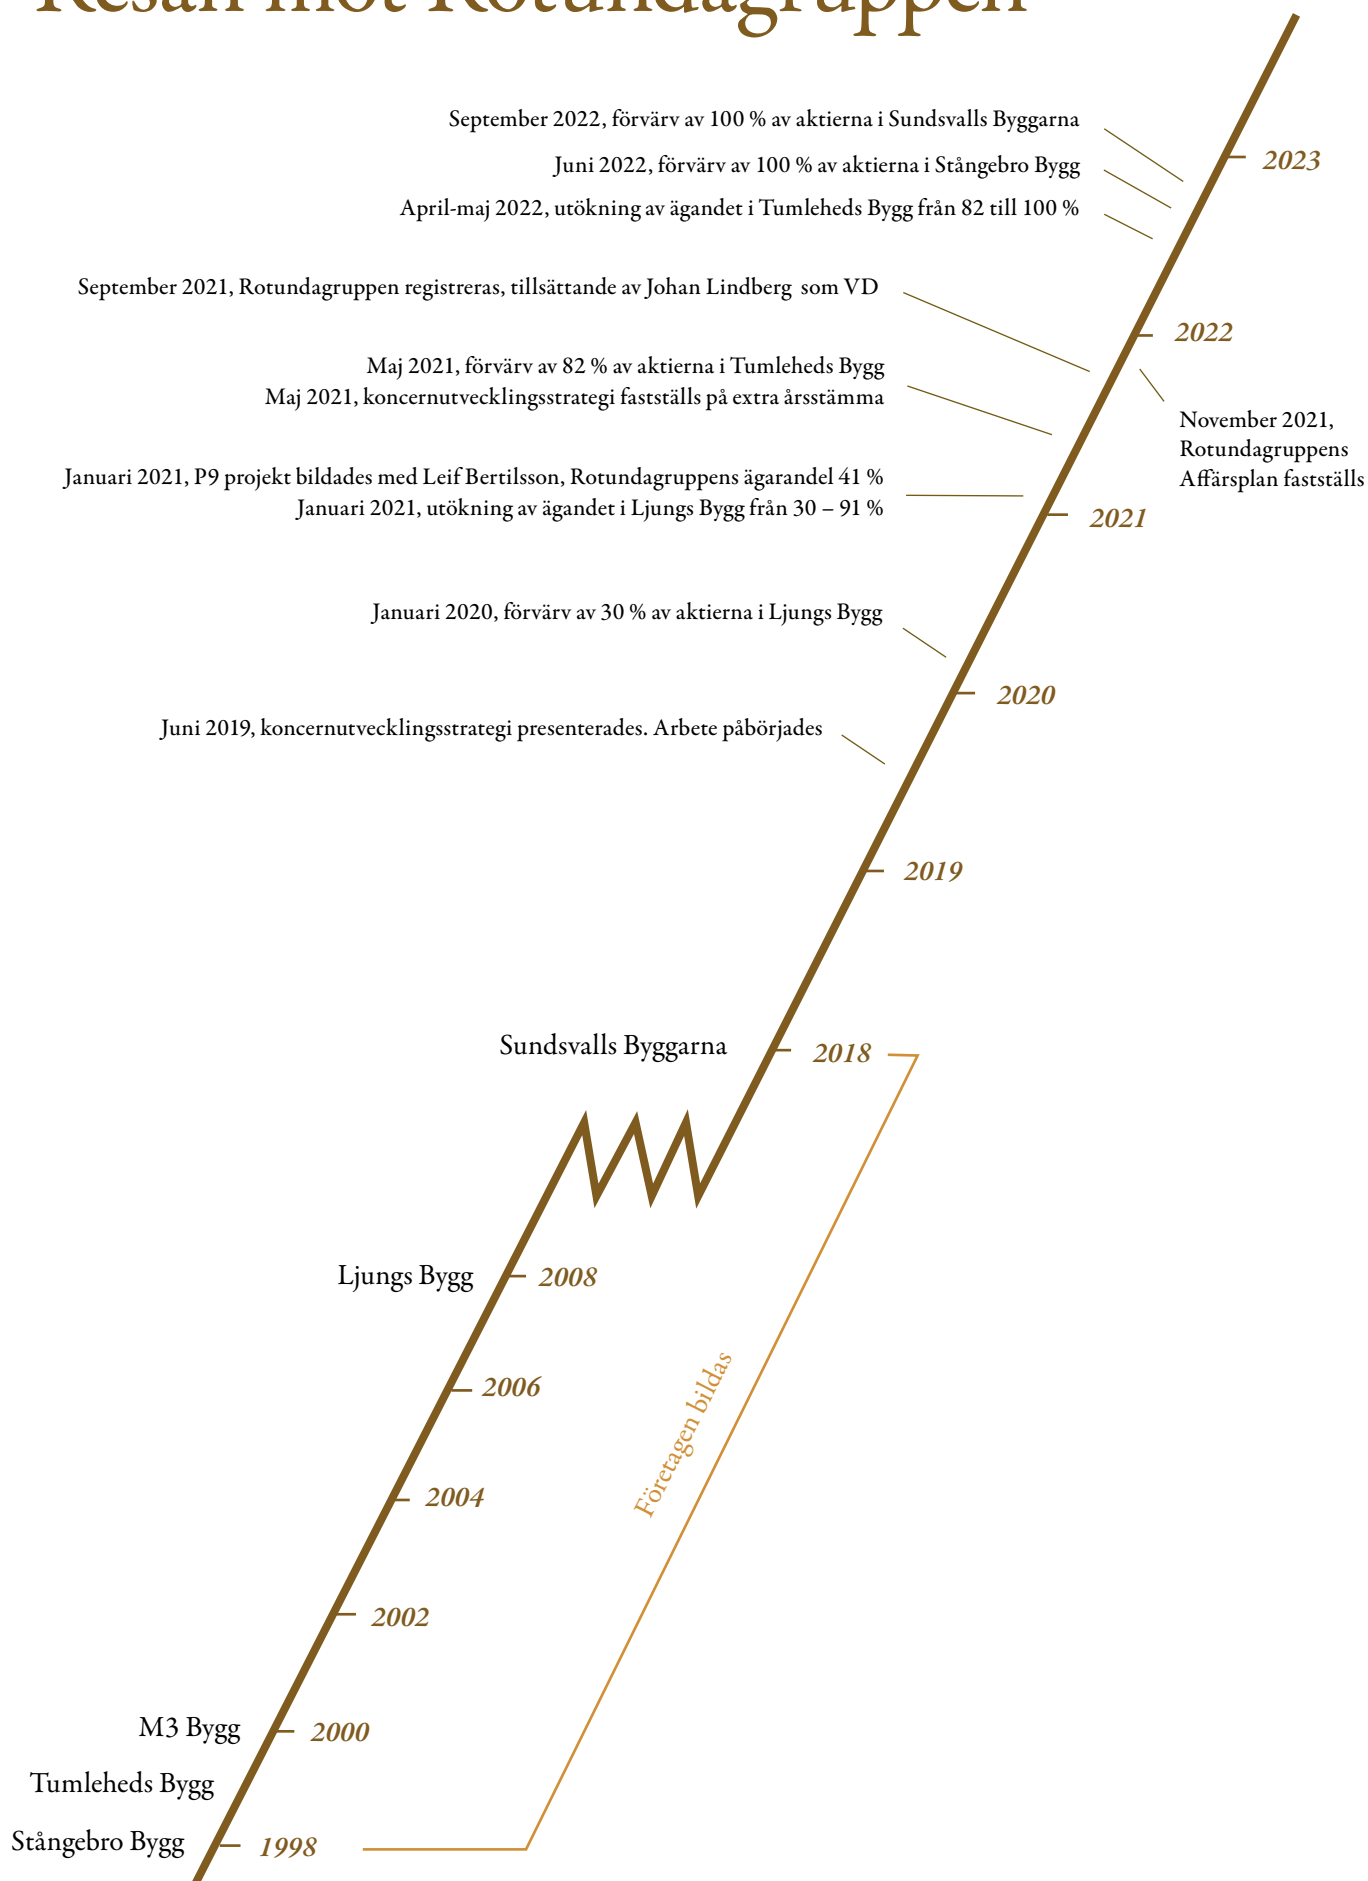 Resan mot Rotundagruppen
September 2022, förvärv av 100 % av aktierna i Sundsvalls Byggarna
2023
Juni 2022, förvärv av 100 % av aktierna i Stångebro Bygg
April-maj 2022, utökning av ägandet i Tumleheds Bygg från 82 till 100 %
September 2021, Rotundagruppen registreras, tillsättande av Johan Lindberg som VD
2022
Maj 2021, förvärv av 82 % av aktierna i Tumleheds Bygg
Maj 2021, koncernutvecklingsstrategi fastställs på extra årsstämma
November 2021,
Rotundagruppens
Affärsplan fastställs
Januari 2021, P9 projekt bildades med Leif Bertilsson, Rotundagruppens ägarandel 41 %
Januari 2021, utökning av ägandet i Ljungs Bygg från 30 – 91 %
2021
Januari 2020, förvärv av 30 % av aktierna i Ljungs Bygg
2020
Juni 2019, koncernutvecklingsstrategi presenterades. Arbete påbörjades
2019
Sundsvalls Byggarna
2018
Ljungs Bygg
2008
2006
Företagen bildas
2004
2002
M3 Bygg
2000
Tumleheds Bygg
Stångebro Bygg
1998